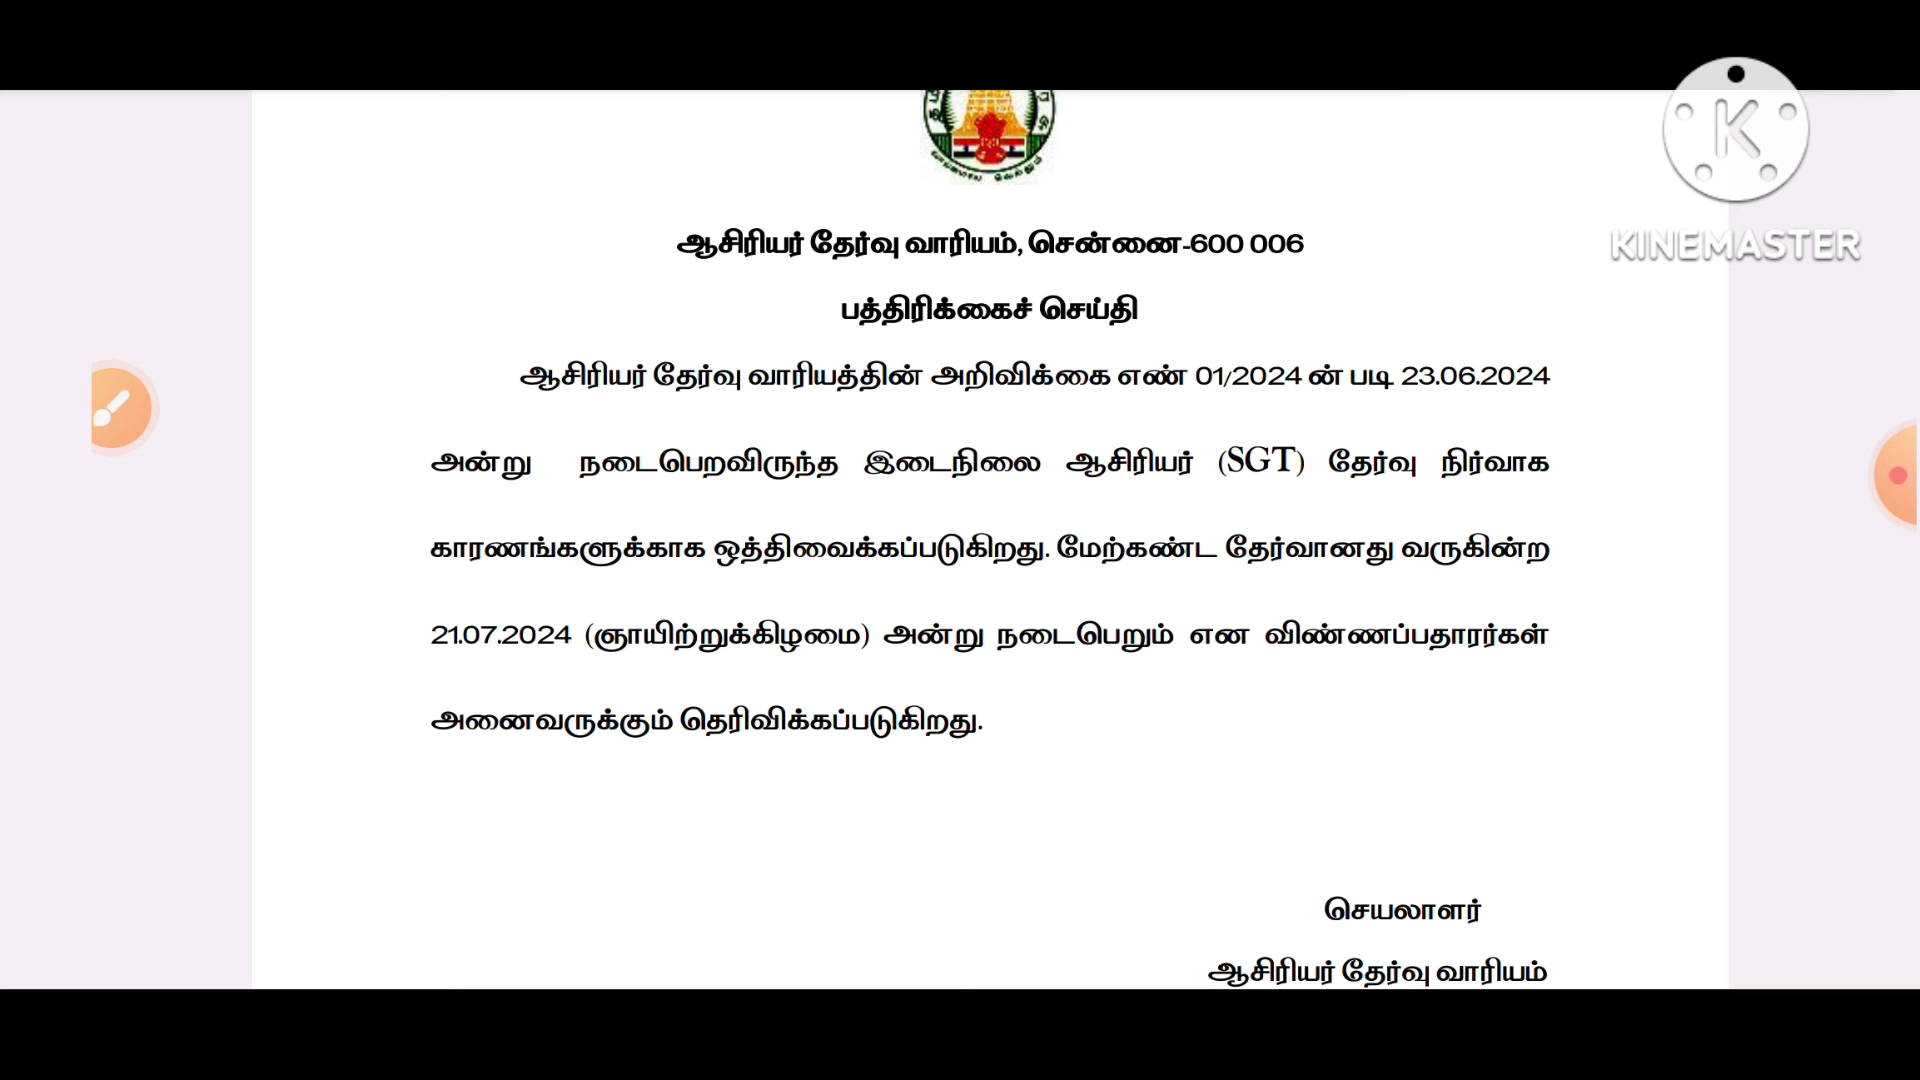 ஆசிரியர் தேர்வு வாரியம், சென்னை-600 006
பத்திரிக்கைச் செய்தி
ஆசிரியர் தேர்வு வாரியத்தின் அறிவிக்கை எண் 01/2024 ன் படி 23.06.2024
அன்று நடைபெறவிருந்த இடைநிலை ஆசிரியர் (SGT) தேர்வு நிர்வாக
காரணங்களுக்காக ஒத்திவைக்கப்படுகிறது. மேற்கண்ட தேர்வானது வருகின்ற
21.07.2024 (ஞாயிற்றுக்கிழமை) அன்று நடைபெறும் என விண்ணப்பதாரர்கள்
அனைவருக்கும் தெரிவிக்கப்படுகிறது.
செயலாளர்
ஆசிரியர் தேர்வு வாரியம்
K
KINEMASTER